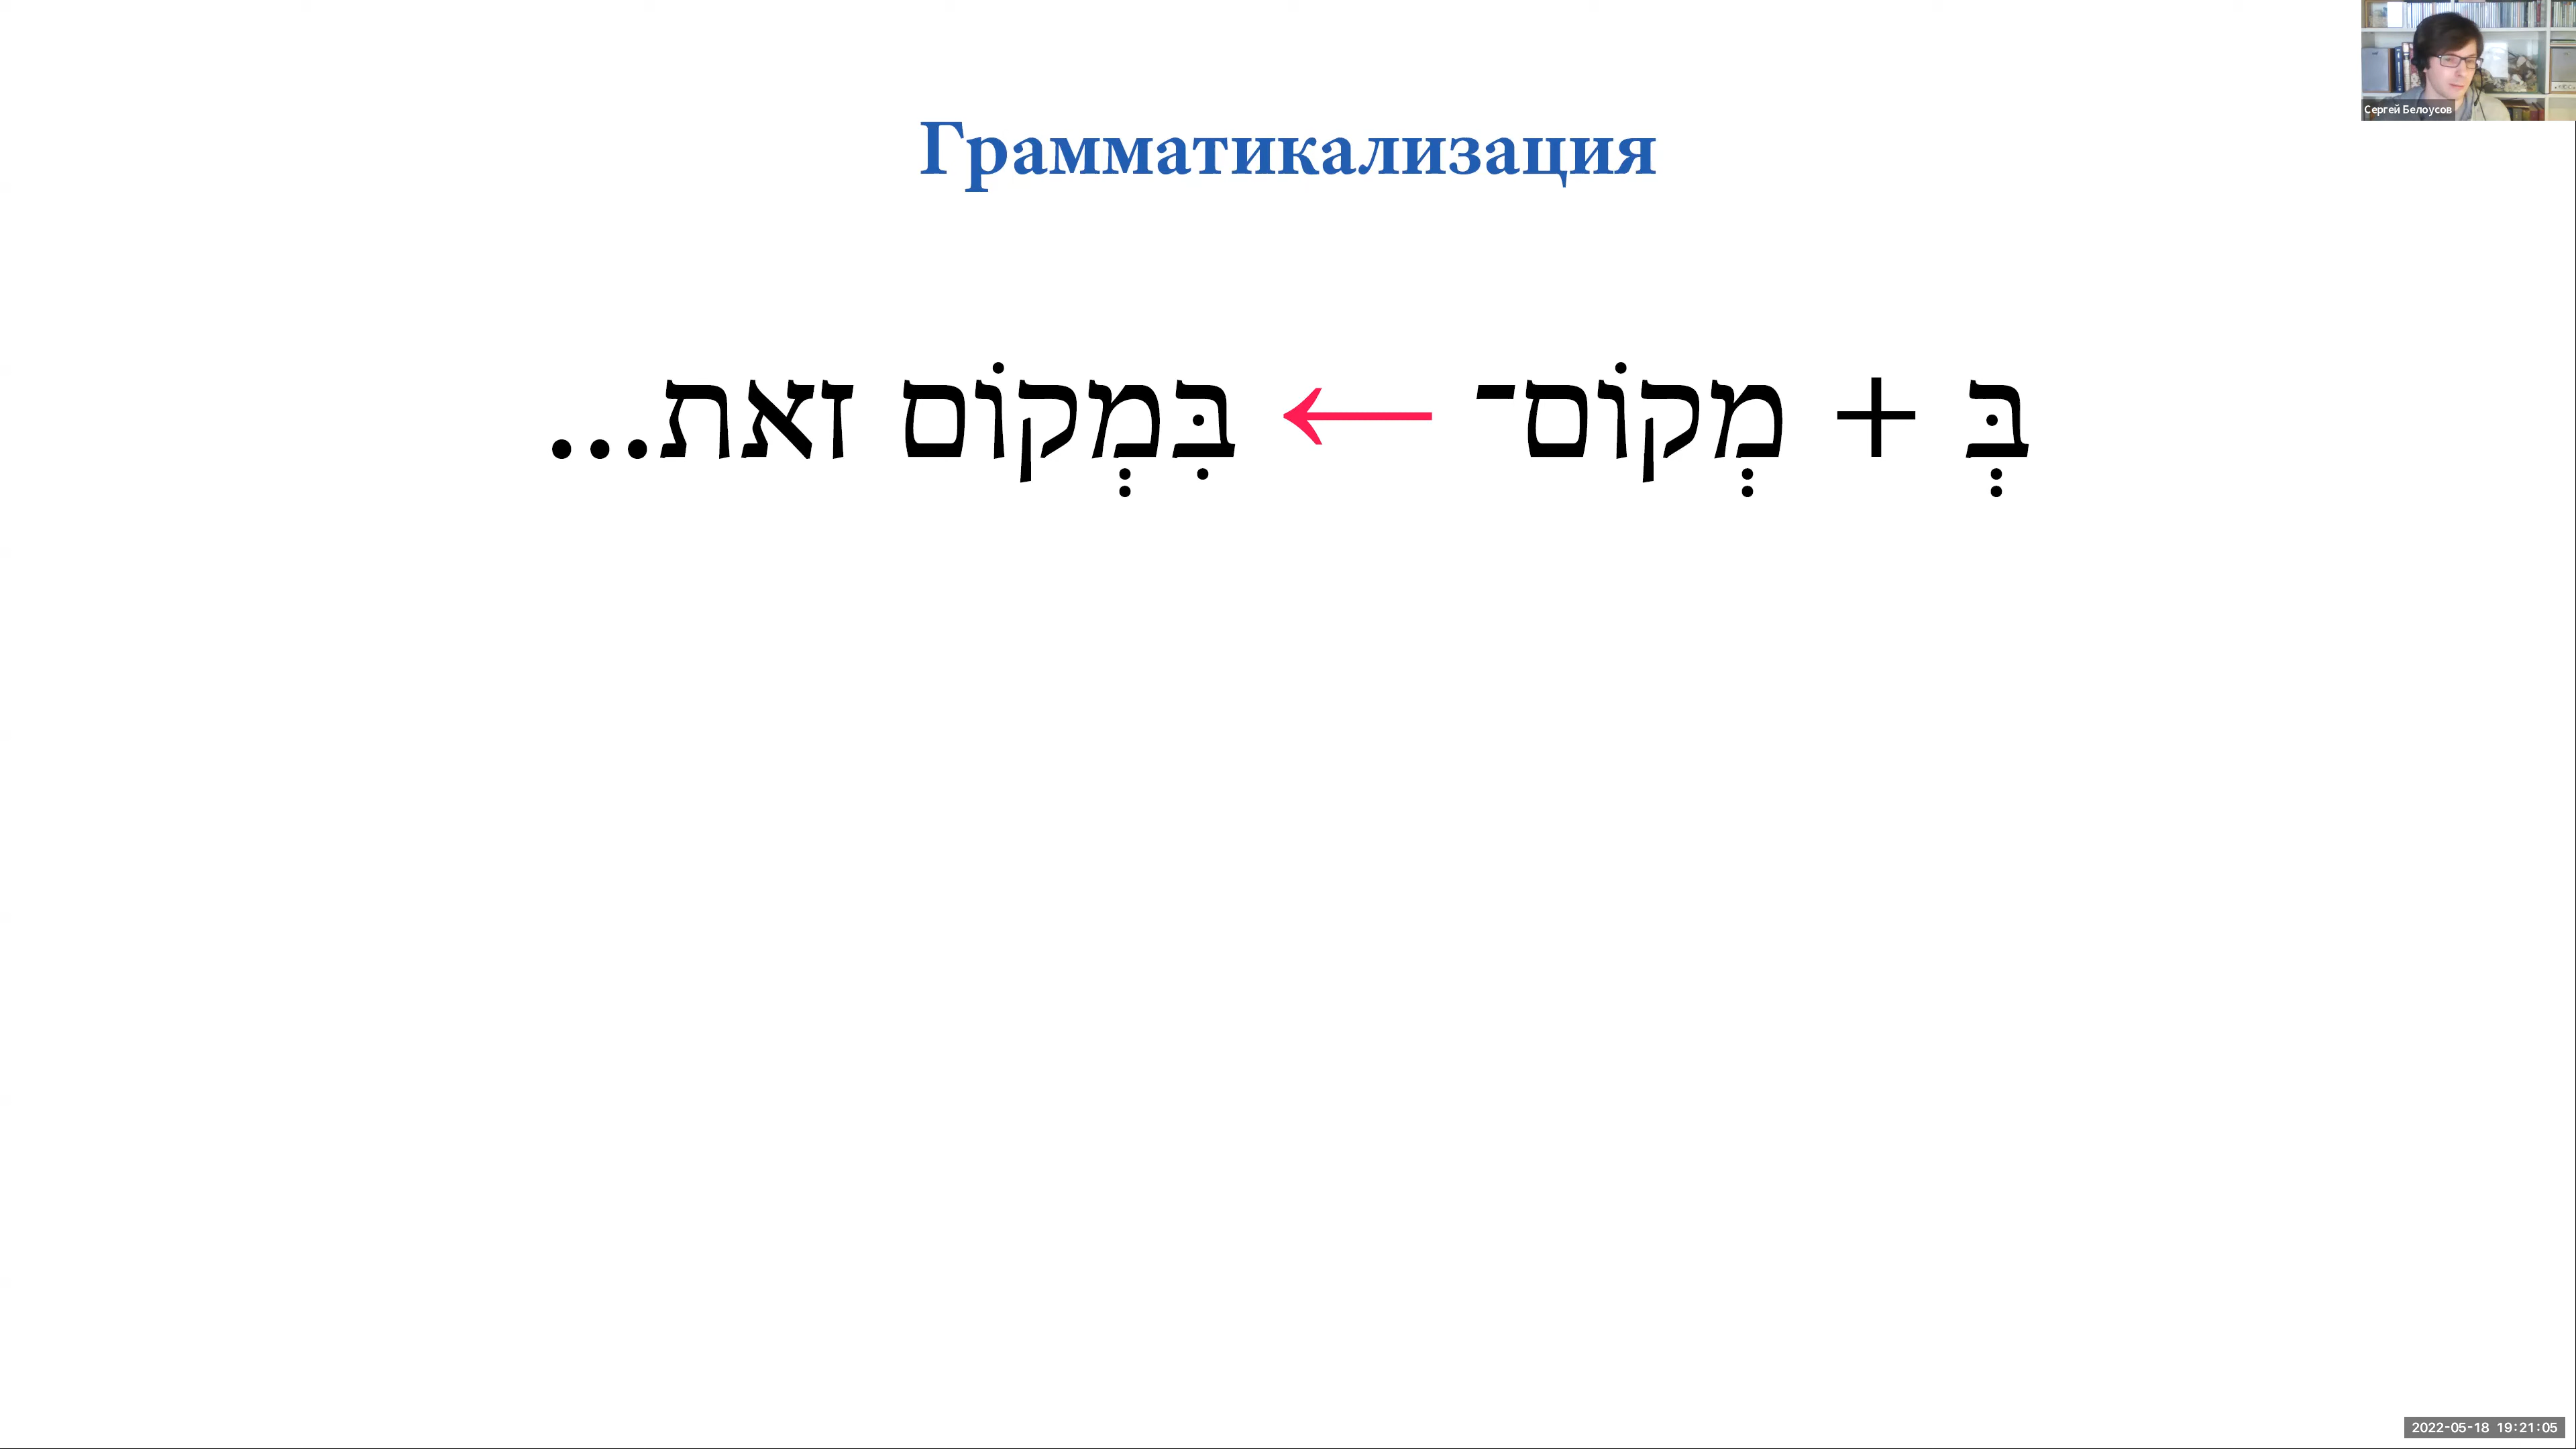 Сергей Белоусов
Грамматикализация
בְּ + מְקוֹם־ ← בִּמְקוֹם זאת...
2022-05-18 19:21:05